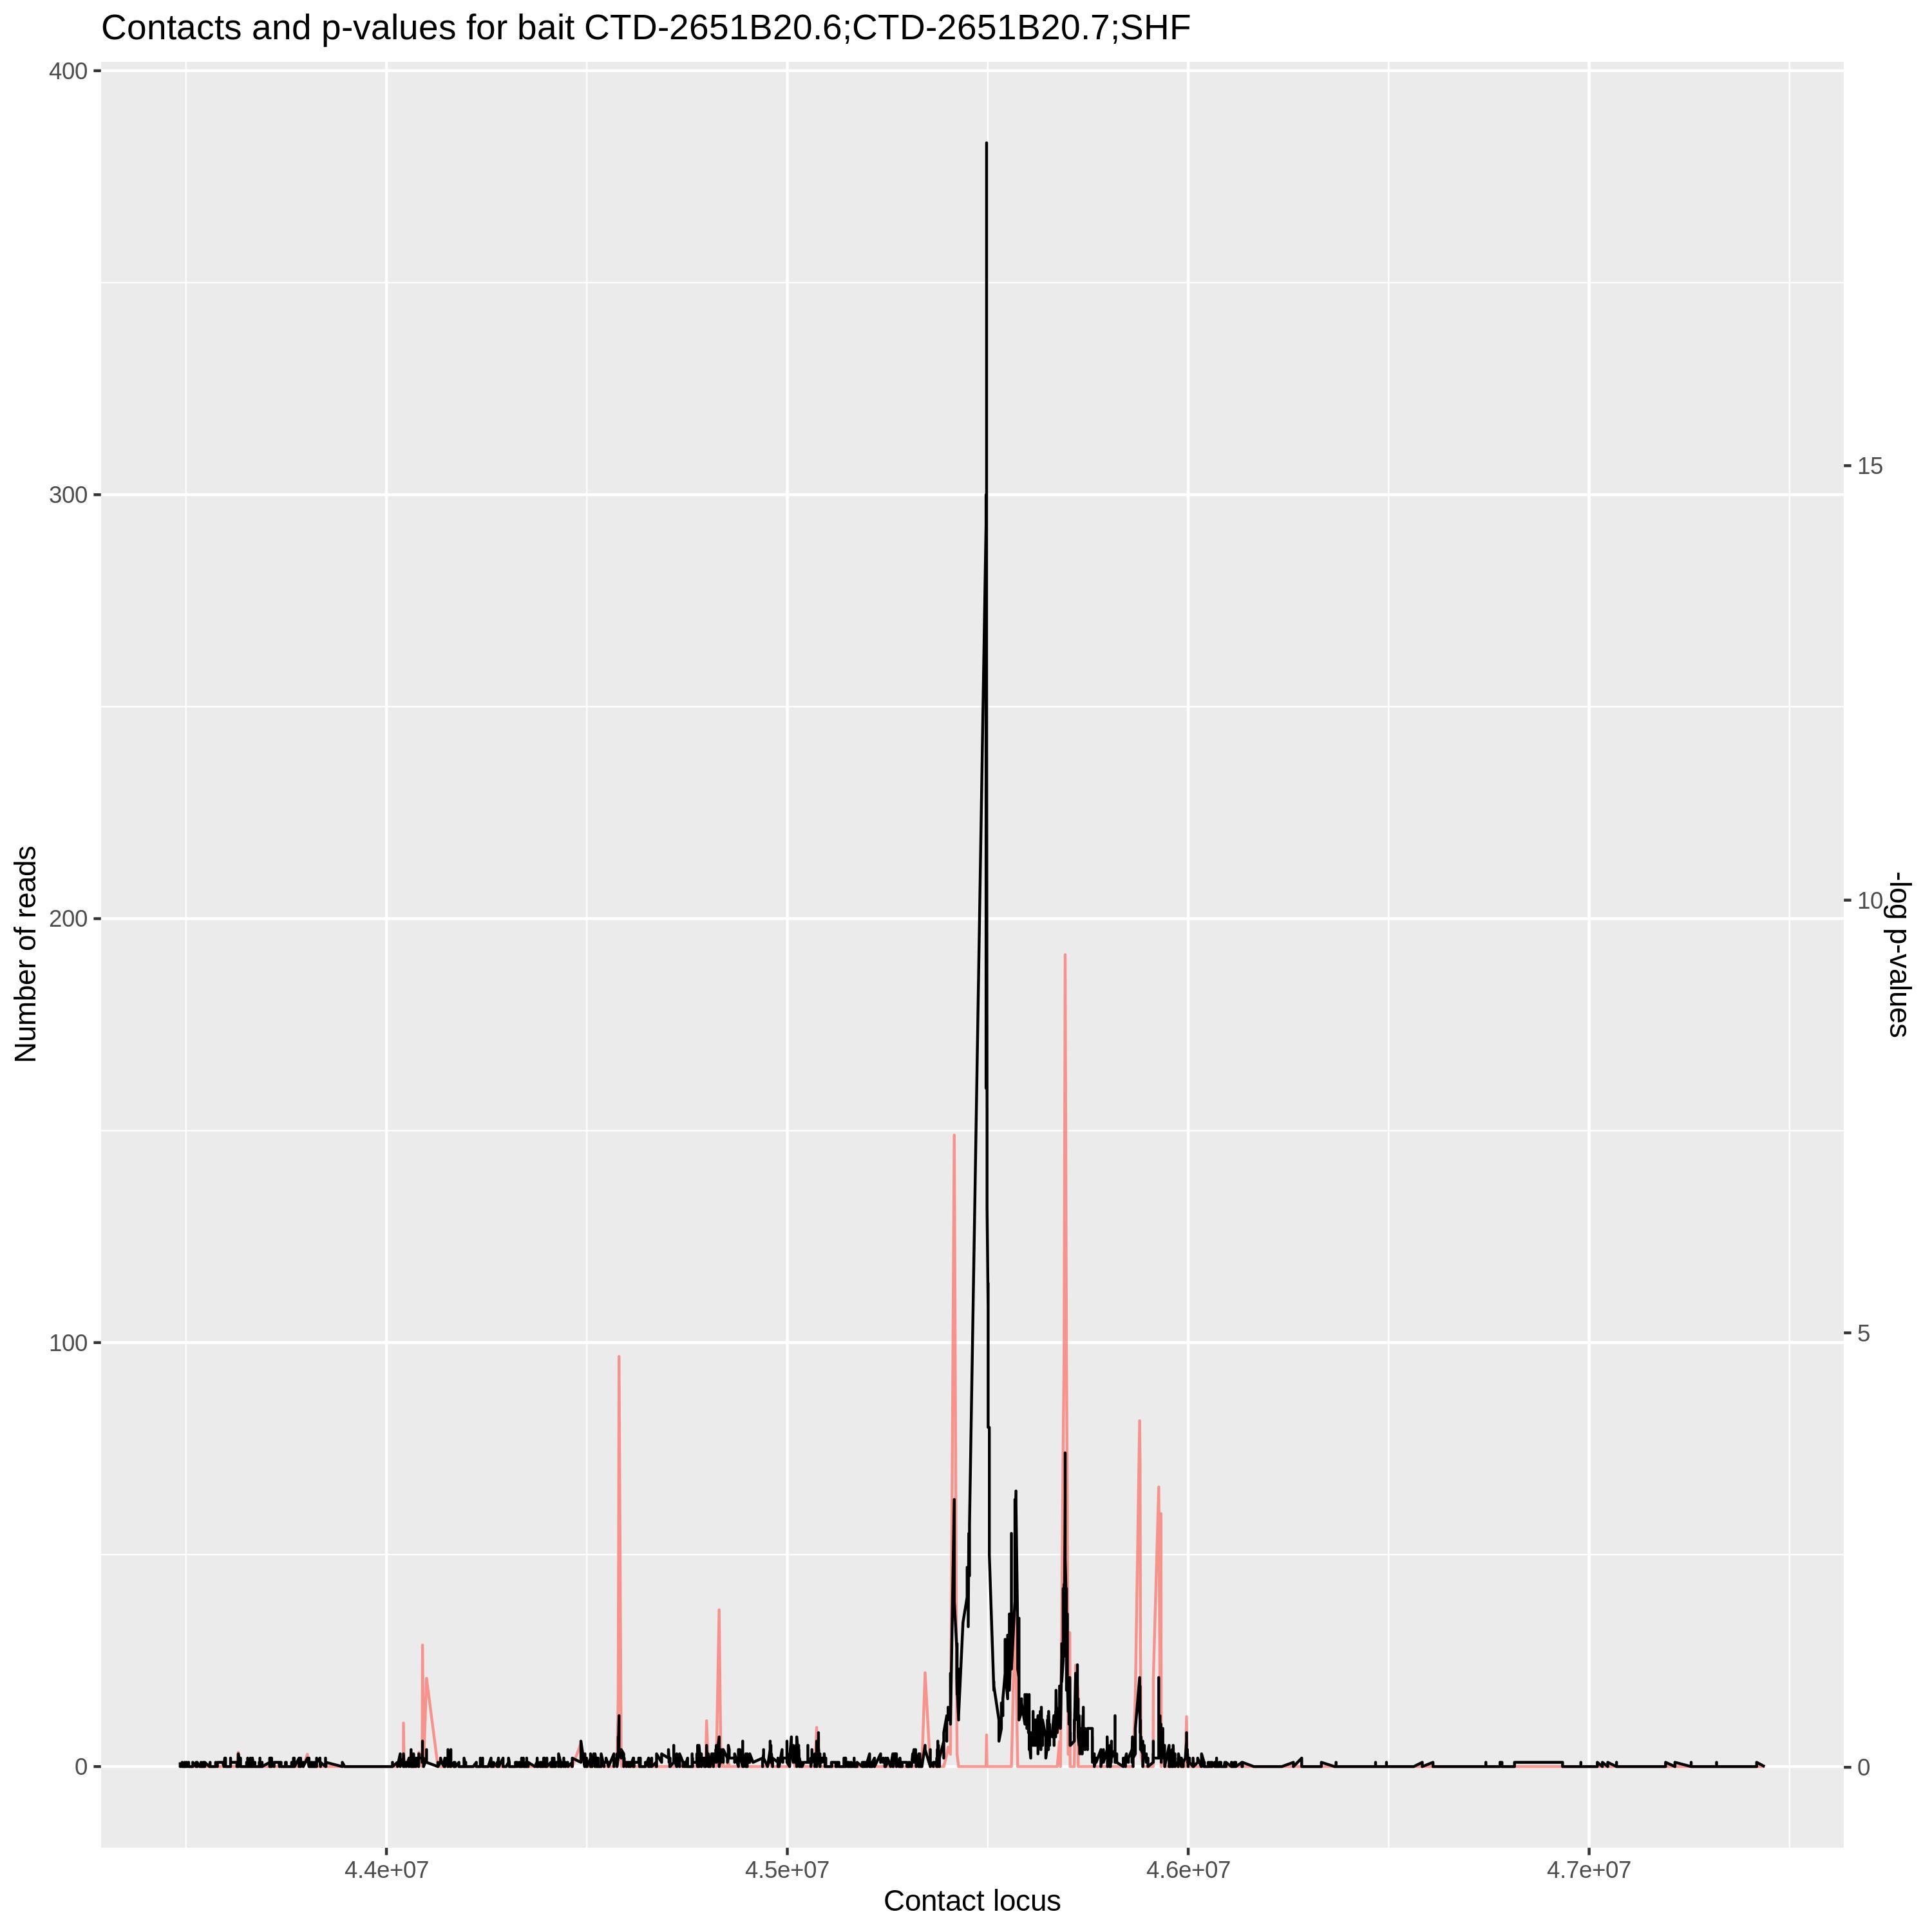 Contacts and p-values for bait CTD-2651B20.6;CTD-2651B20.7;SHF
400
300
200
100
0
Number of reads
15
10
5
0
-log p-values
4.4e+07 4.5e+07 4.6e+07 4.7e+07
Contact locus